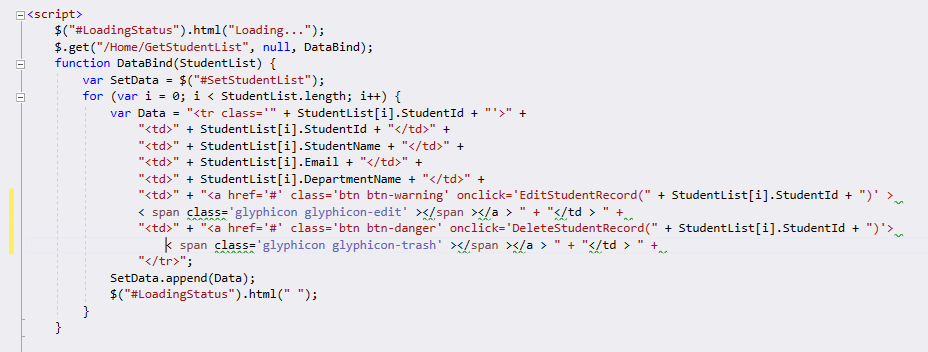 <script>
$("#LoadingStatus").html("Loading...");
$.get("/Home/GetStudentList", null, DataBind);
function DataBind(StudentList) {
var SetData = $("#SetStudentList");
for (var i = 0; i < StudentList.length; i++) {
var Data = "<tr class='" + StudentList[i].StudentId + "'>" +
"<td>" + StudentList[i].StudentId + "</td>" +
"<td>" + StudentList[i].StudentName + "</td>" +
"<td>" + StudentList[i].Email + "</td>" +
"<td>" + StudentList[i].DepartmentName + "</td>" +
"<td>" + "<a href='#' class='btn btn-warning' onclick='EditStudentRecord(" + StudentList[i].StudentId + ")' >
< span class='glyphicon glyphicon-edit' ></span ></a > " + "</td > " +
"<td>" + "<a href='#' class='btn btn-danger' onclick='DeleteStudentRecord(" + StudentList[i].StudentId + ")'>
< span class='glyphicon glyphicon-trash' ></span ></a > " + "</td > " +
"</tr>";
SetData.append(Data);
$("#LoadingStatus").html(" ");
}
}